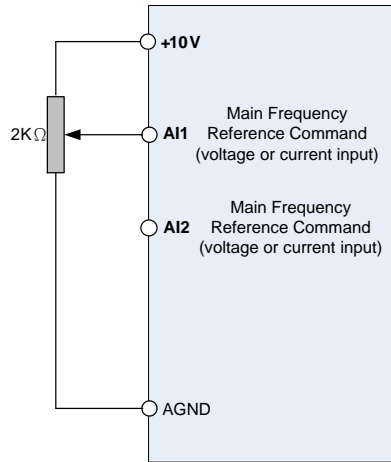 +10V
2KΩ
AI1
Main Frequency
Reference Command
(voltage or current input)
AI2
Main Frequency
Reference Command
(voltage or current input)
AGND